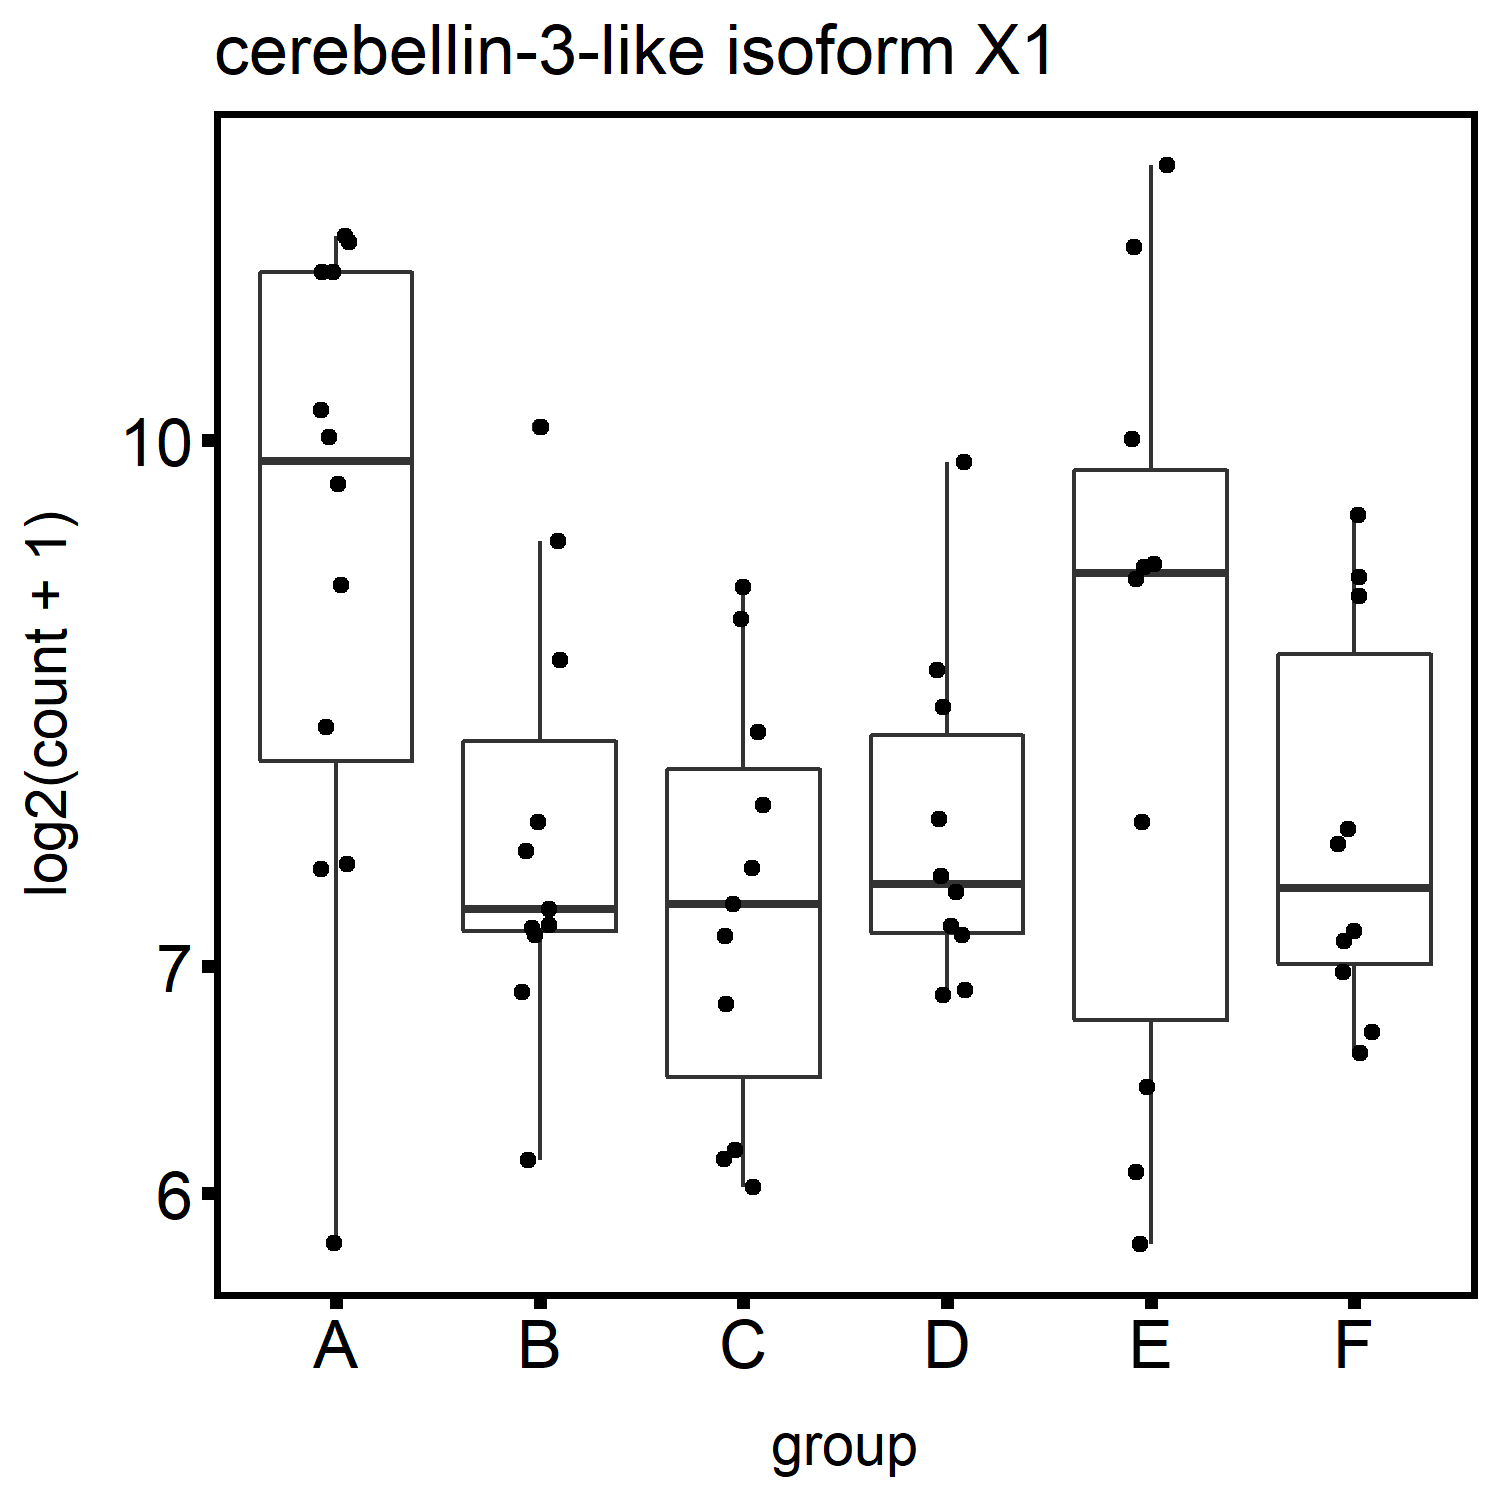 cerebellin-3-like isoform X1
log2(count + 1)
10
7
6
A B C D E F
group